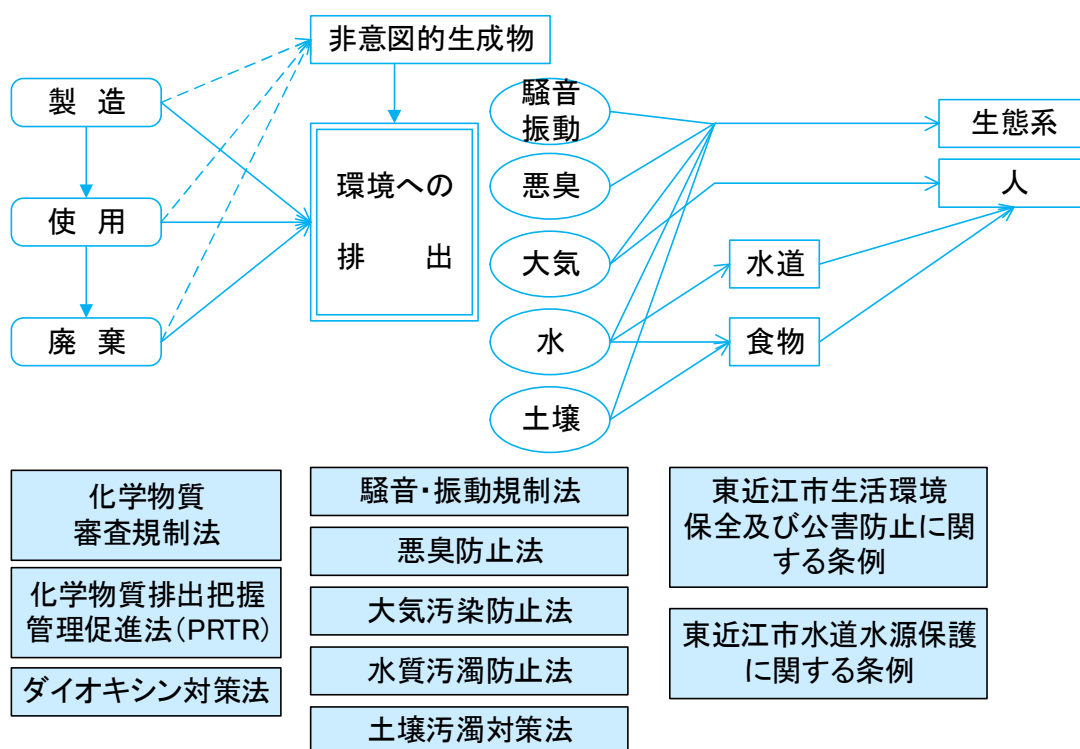 非意図的生成物
製 造
使 用
廃 棄
環境への
排 出
騒音
振動
悪臭
大気
水
土壌
水道
食物
生態系
人
化学物質
審査規制法
化学物質排出把握
管理促進法(PRTR)
ダイオキシン対策法
騒音・振動規制法
悪臭防止法
大気汚染防止法
水質汚濁防止法
土壌汚濁対策法
東近江市生活環境
保全及び公害防止に関
する条例
東近江市水道水源保護
に関する条例